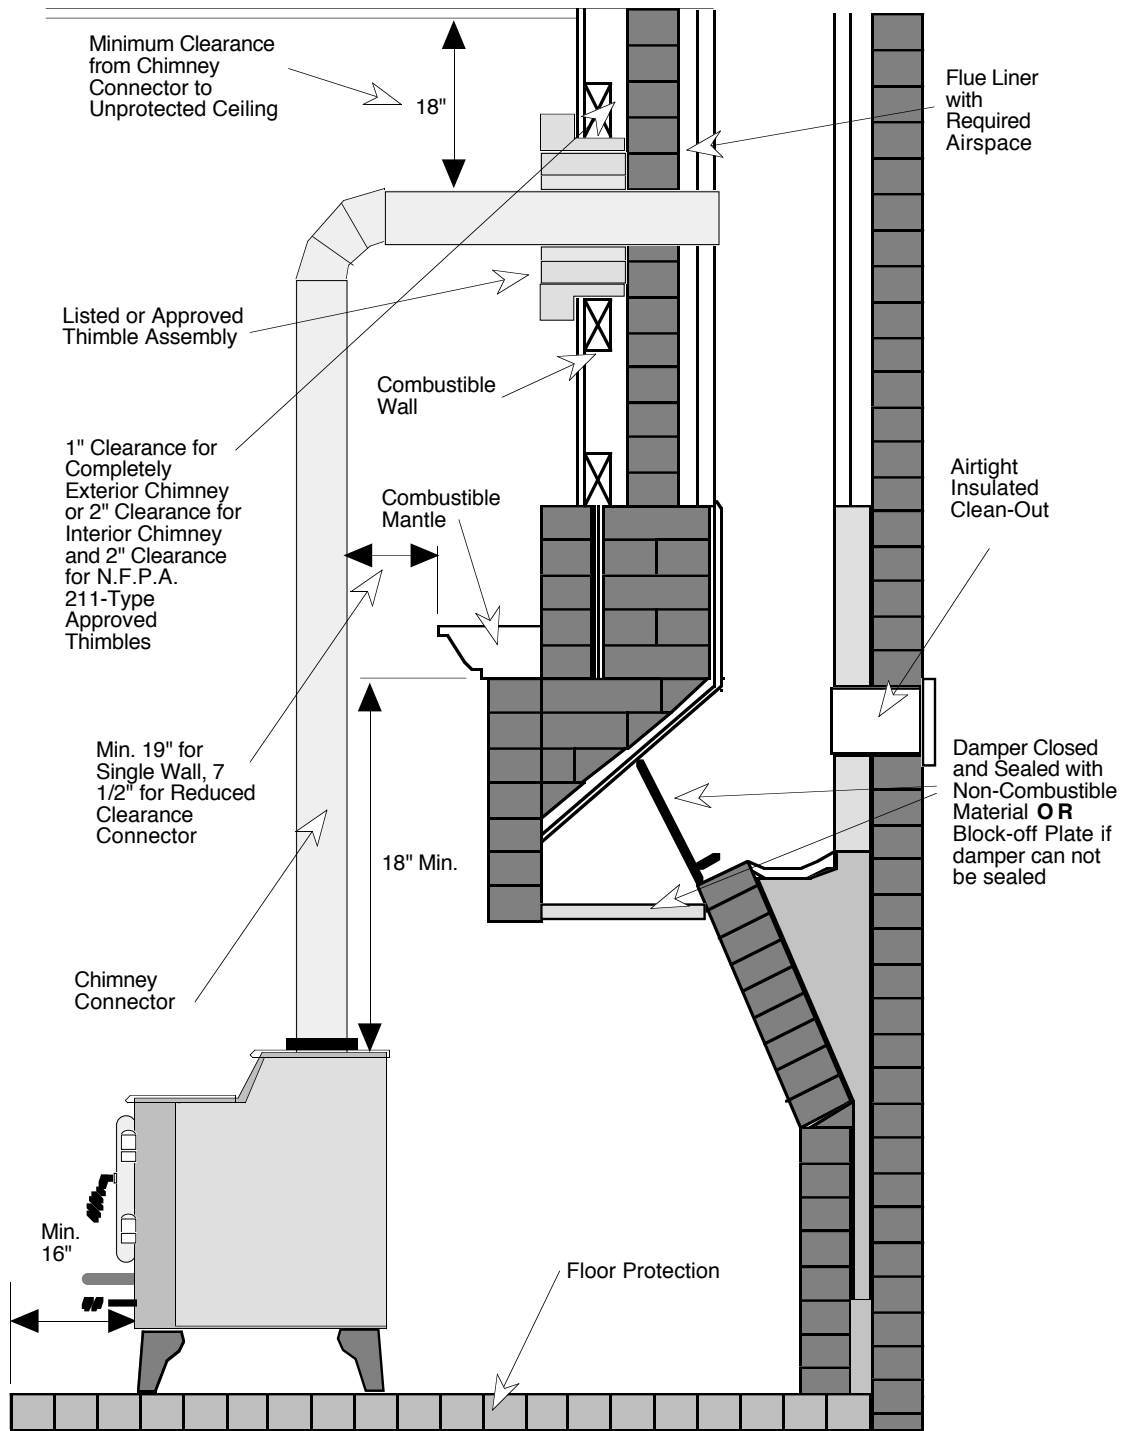 Minimum Clearance
from Chimney
Connector to
Unprotected Ceiling
18"
Flue Liner
with
Required
Airspace
Listed or Approved
Thimble Assembly
Combustible
Wall
1" Clearance for
Completely
Exterior Chimney
or 2" Clearance for
Interior Chimney
and 2" Clearance
for N.F.P.A.
211-Type
Approved
Thimbles
Combustible
Mantle
Airtight
Insulated
Clean-Out
Min. 19" for
Single Wall, 7
1/2" for Reduced
Clearance
Connector
Damper Closed
and Sealed with
Non-Combustible
Material OR
Block-off Plate if
damper can not
be sealed
18" Min.
Chimney
Connector
Min.
16"
Floor Protection